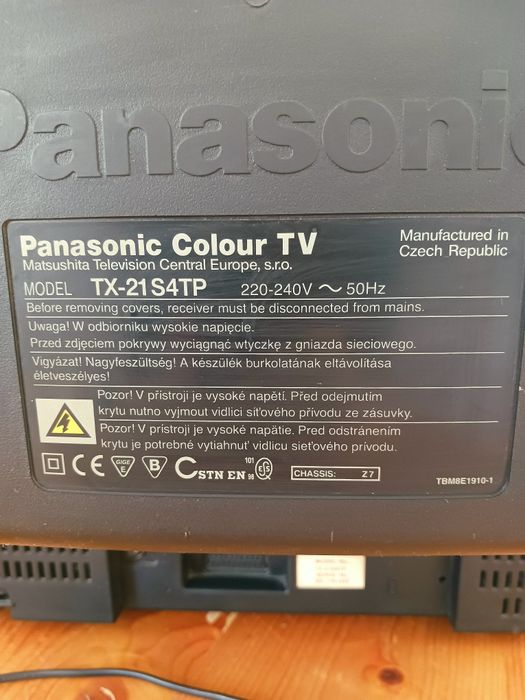 Panasonic
Panasonic Colour TV
Manufactured in
Czech Republic
Matsushita Television Central Europe, s.r.o.
MODEL TX-21S4TP 220-240V ~ 50Hz
Before removing covers, receiver must be disconnected from mains.
Uwaga! W odbiorniku wysokie napięcie.
Przed zdjęciem pokrywy wyciągnąć wtyczkę z gniazda sieciowego.
Vigyázat! Nagyfeszültség! A készülék burkolatának eltávolítása
életveszélyes!
Pozor! V přístroji je vysoké napětí. Před odejmutím
krytu nutno vyjmout vidlici síťového přívodu ze zásuvky.
Pozor! V prístroji je vysoké napätie. Pred odstránením
krytu je potrebné vytiahnuť vidlicu sieťového prívodu.
CE GIGE E B C STN EN 101 98 CHASSIS: Z7
TBM8E1910-1